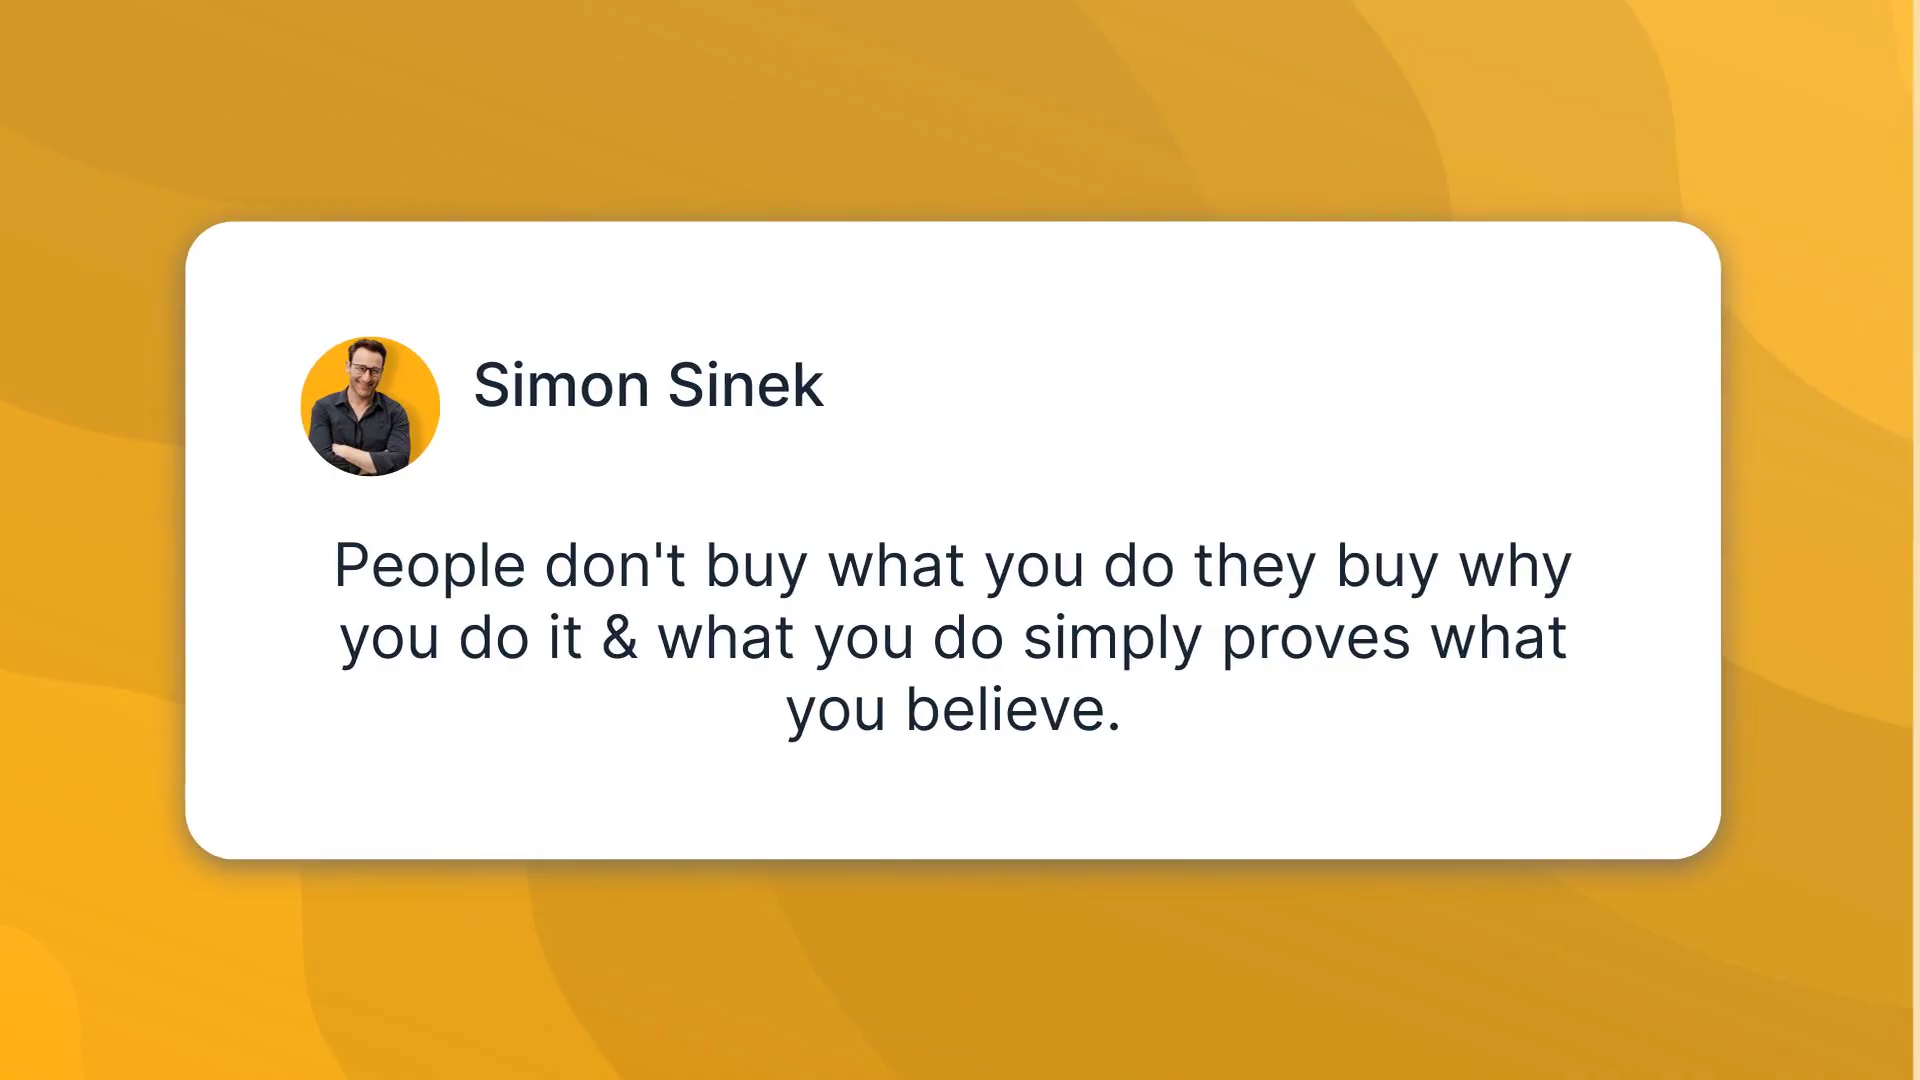 Simon Sinek
People don't buy what you do they buy why
you do it & what you do simply proves what
you believe.